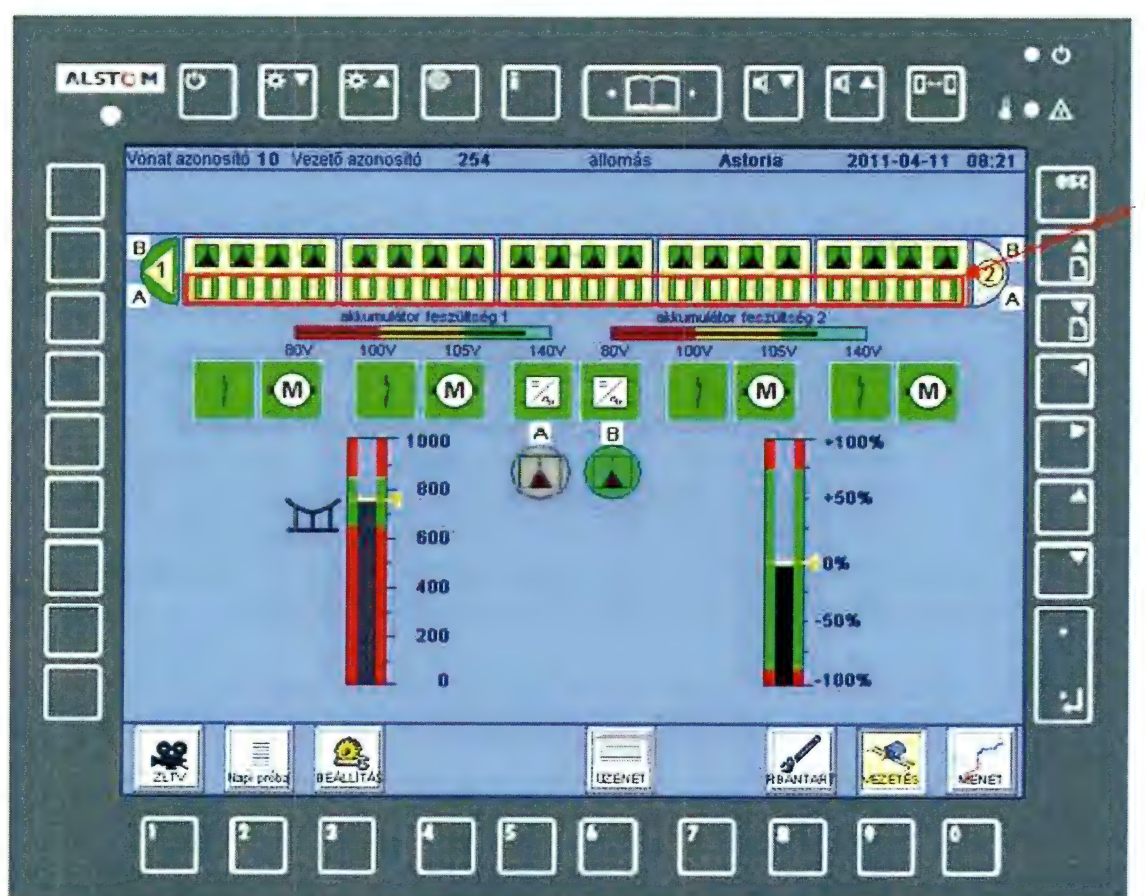 ALSTOM
i
esc
Vonat azonosító 10 Vezető azonosító 254 állomás Astoria 2011-04-11 08:21
B
B
1
2
A
A
akkumulátor feszültség 1
akkumulátor feszültség 2
80V 100V 105V 140V
80V 100V 105V 140V
M M M M
A B
1000
800
600
400
200
0
+100%
+50%
0%
-50%
-100%
ZLTV
Napi próba
BEÁLLÍTÁS
ÜZENET
RBANTART
VEZETÉS
MENET
1 2 3 4 5 6 7 8 9 0